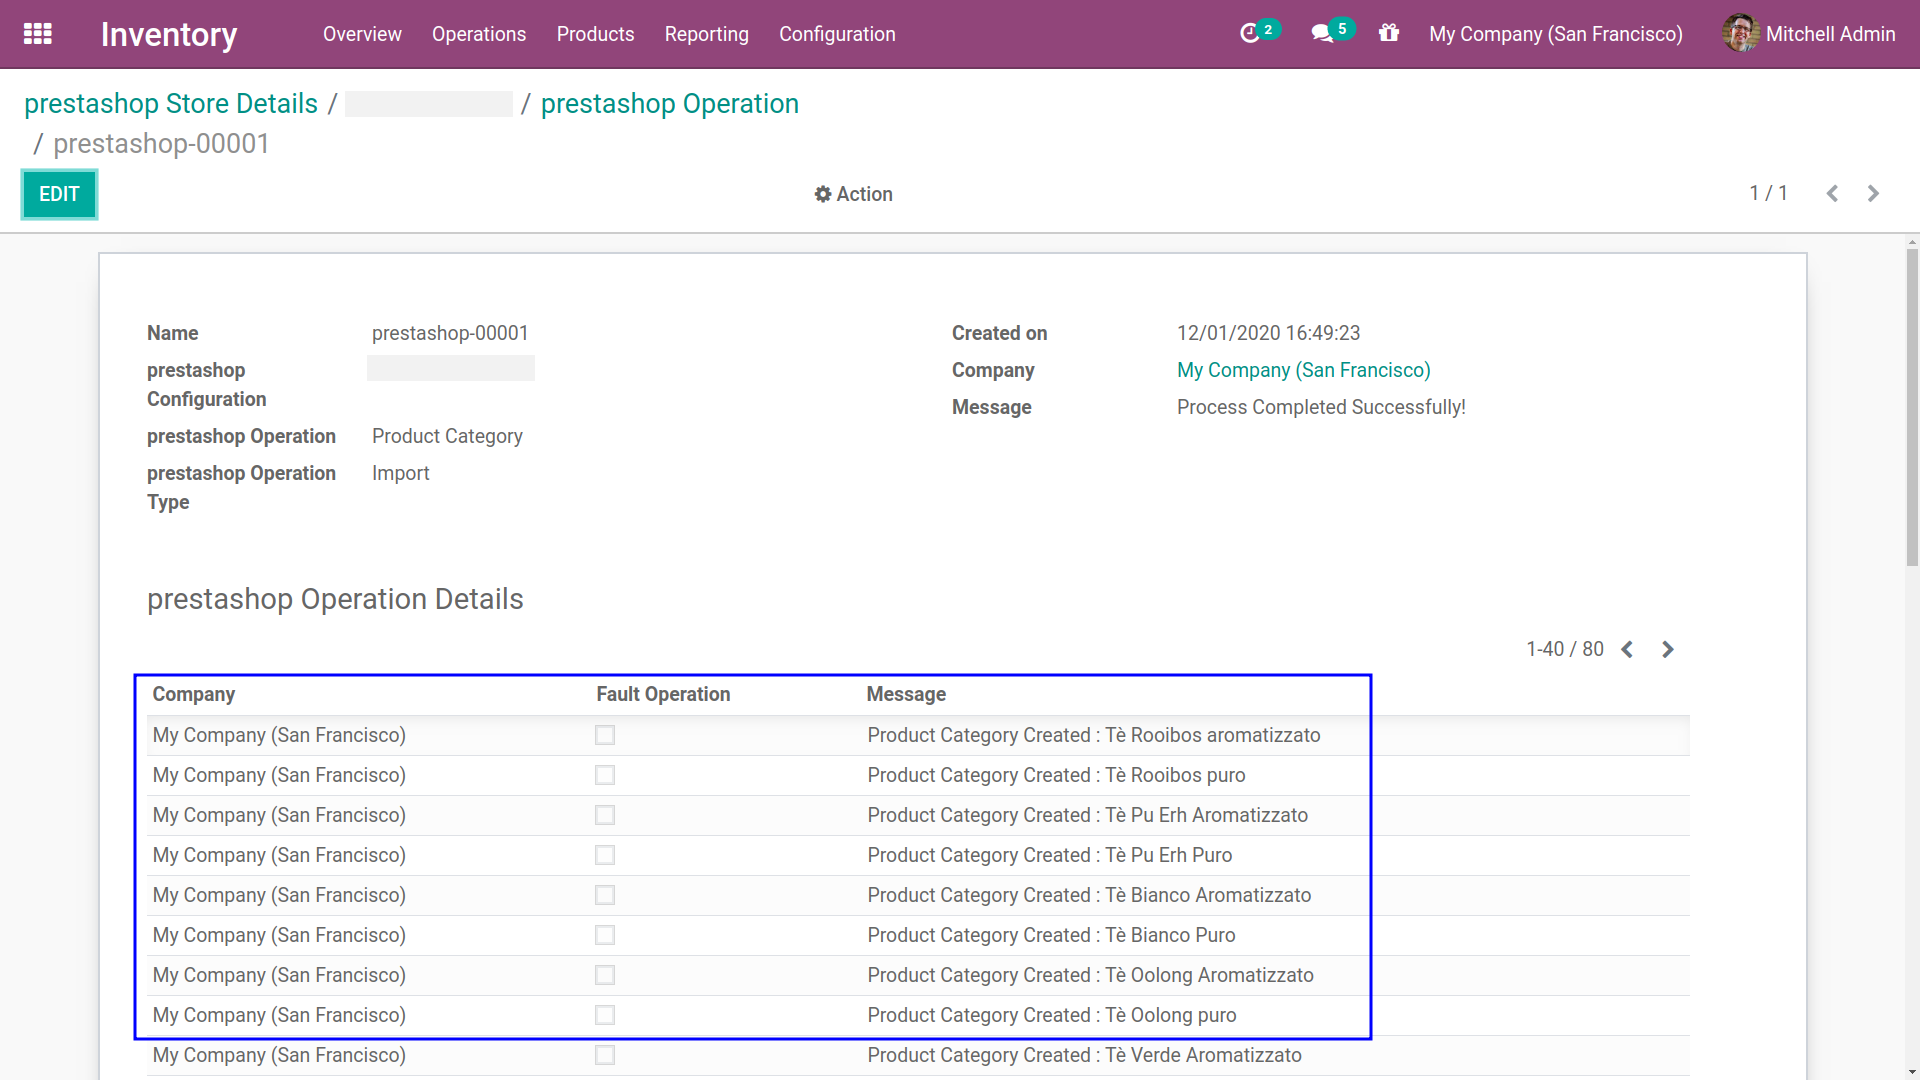 Inventory Overview Operations Products Reporting Configuration 2 5 My Company (San Francisco) Mitchell Admin
prestashop Store Details / / prestashop Operation
/ prestashop-00001
EDIT Action 1 / 1
Name prestashop-00001 Created on 12/01/2020 16:49:23
prestashop Configuration Company My Company (San Francisco)
Message Process Completed Successfully!
prestashop Operation Product Category
prestashop Operation Type Import
prestashop Operation Details
1-40 / 80
Company Fault Operation Message
My Company (San Francisco) Product Category Created : Tè Rooibos aromatizzato
My Company (San Francisco) Product Category Created : Tè Rooibos puro
My Company (San Francisco) Product Category Created : Tè Pu Erh Aromatizzato
My Company (San Francisco) Product Category Created : Tè Pu Erh Puro
My Company (San Francisco) Product Category Created : Tè Bianco Aromatizzato
My Company (San Francisco) Product Category Created : Tè Bianco Puro
My Company (San Francisco) Product Category Created : Tè Oolong Aromatizzato
My Company (San Francisco) Product Category Created : Tè Oolong puro
My Company (San Francisco) Product Category Created : Tè Verde Aromatizzato